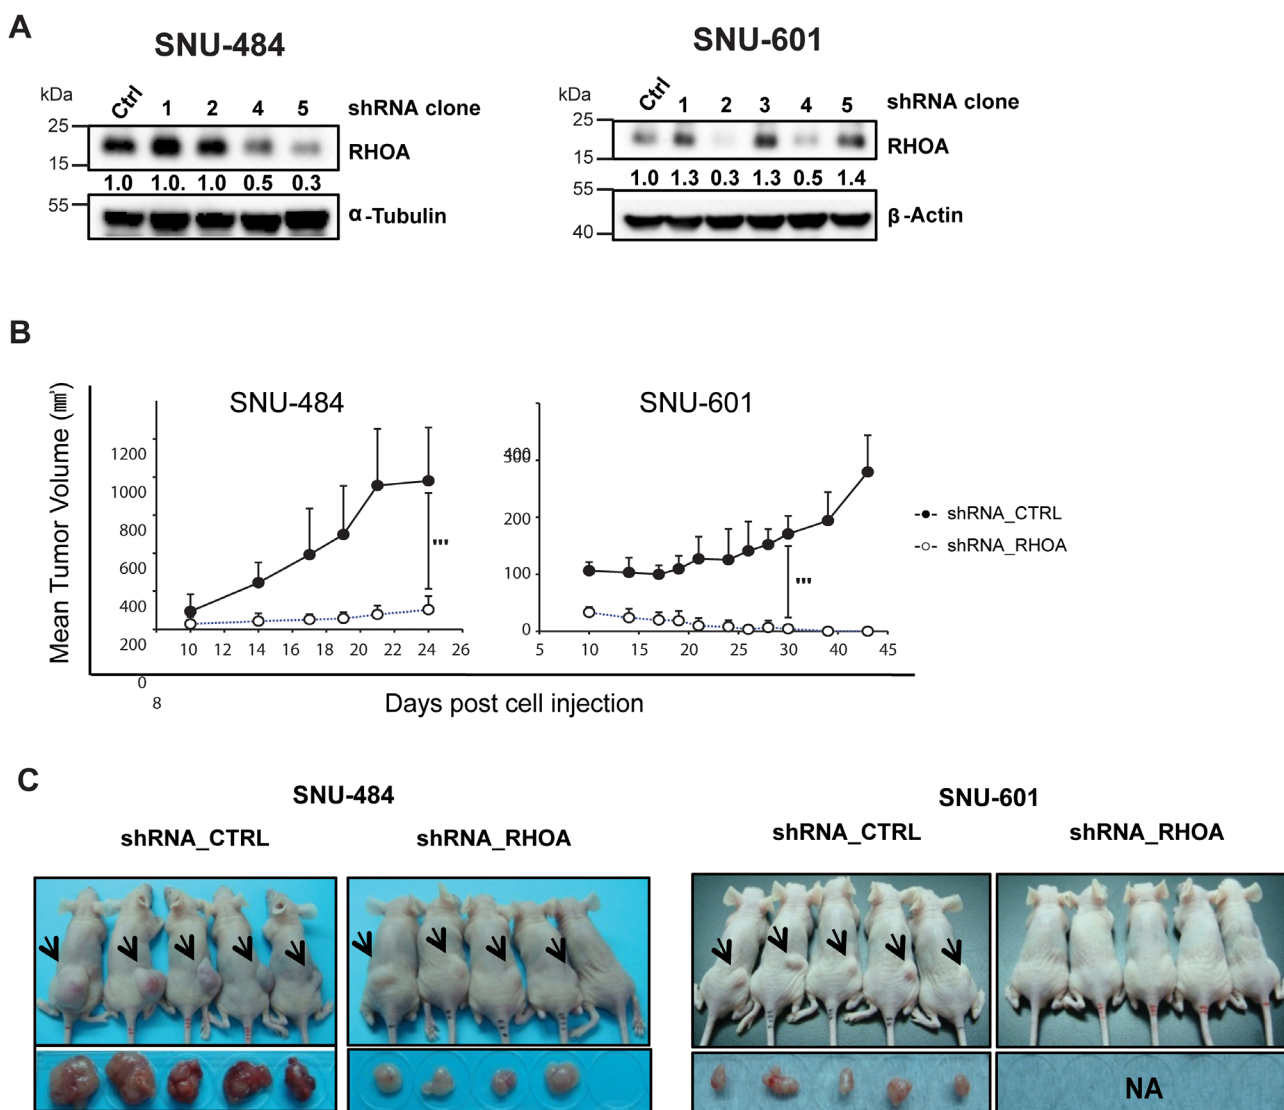 A
SNU-484
SNU-601
kDa Ctrl 1 2 4 5 shRNA clone
25
15
RHOA
1.0 1.0. 1.0 0.5 0.3
55
α-Tubulin
kDa Ctrl 1 2 3 4 5 shRNA clone
25
15
RHOA
1.0 1.3 0.3 1.3 0.5 1.4
55
40
β-Actin
B
Mean Tumor Volume (㎣)
SNU-484
1200
1000
800
600
400
200
0
8
10 12 14 16 18 20 22 24 26
'''
SNU-601
400
300
200
100
0
5 10 15 20 25 30 35 40 45
'''
shRNA_CTRL
shRNA_RHOA
Days post cell injection
C
SNU-484
shRNA_CTRL shRNA_RHOA
SNU-601
shRNA_CTRL shRNA_RHOA
NA